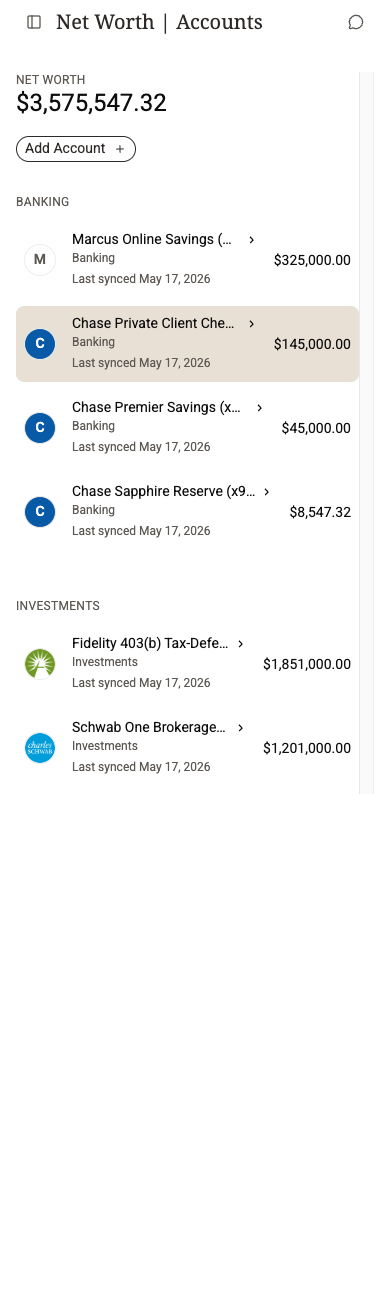 Net Worth | Accounts
NET WORTH
$3,575,547.32
Add Account +
BANKING
M
Marcus Online Savings (...
Banking
Last synced May 17, 2026
$325,000.00
C
Chase Private Client Che...
Banking
Last synced May 17, 2026
$145,000.00
C
Chase Premier Savings (x...
Banking
Last synced May 17, 2026
$45,000.00
C
Chase Sapphire Reserve (x9...
Banking
Last synced May 17, 2026
$8,547.32
INVESTMENTS
Fidelity 403(b) Tax-Defe...
Investments
Last synced May 17, 2026
$1,851,000.00
charles
SCHWAB
Schwab One Brokerage...
Investments
Last synced May 17, 2026
$1,201,000.00